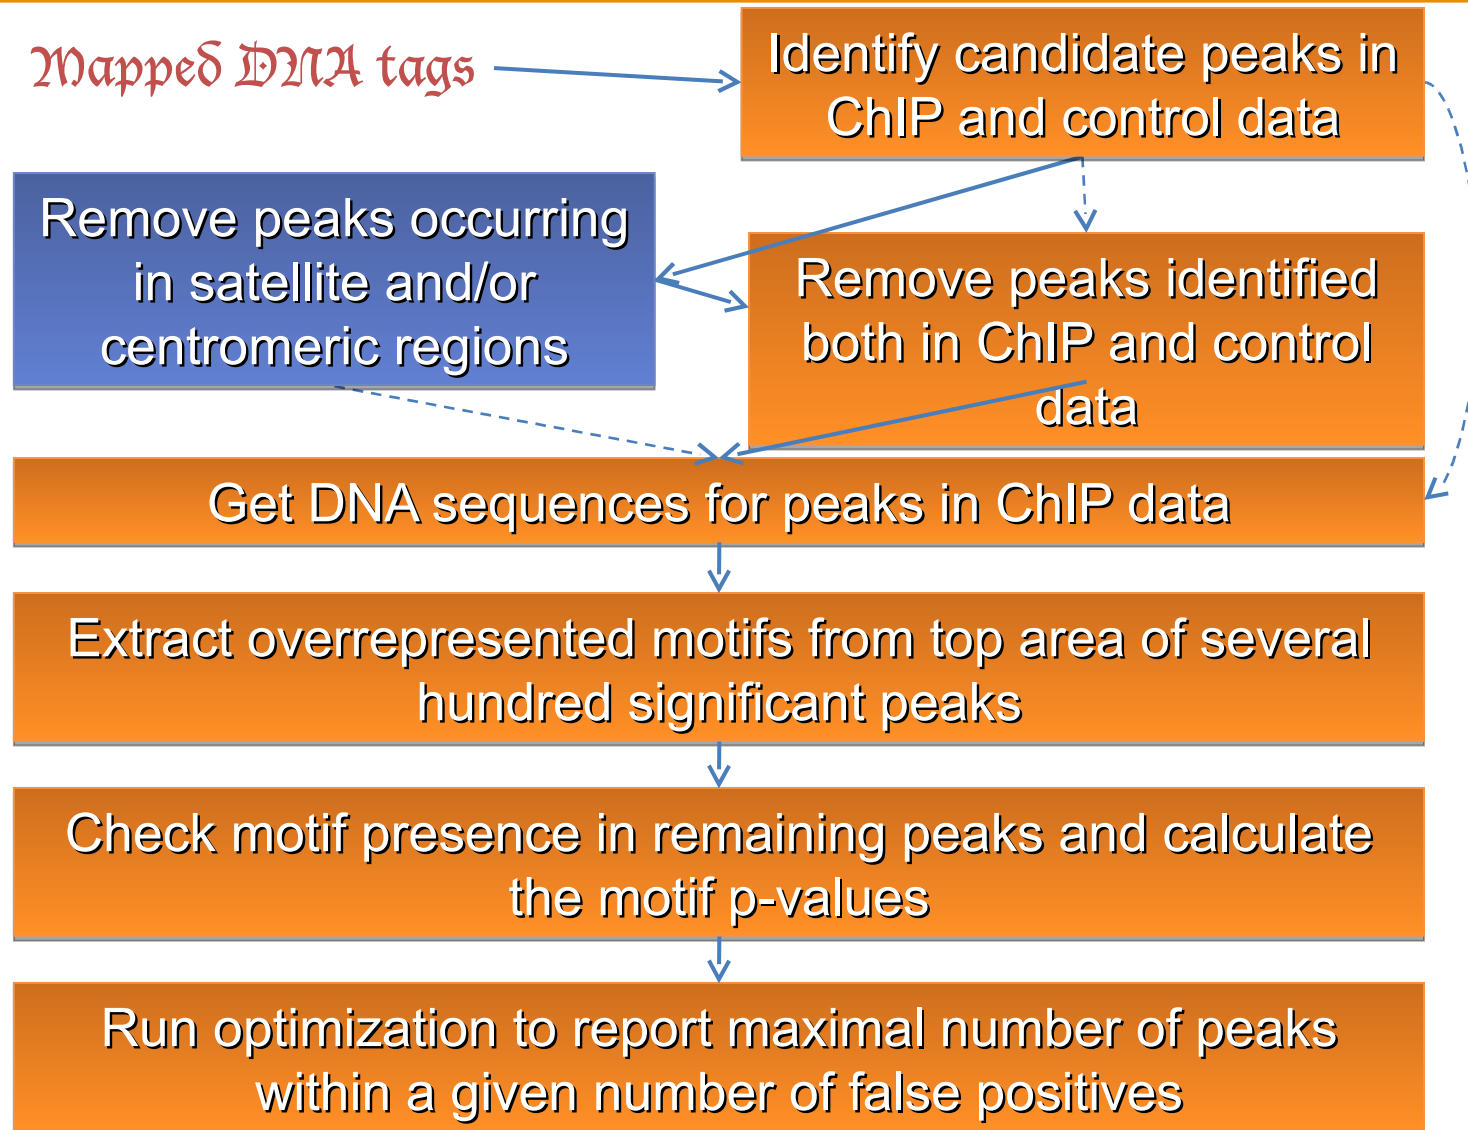 Mapped DNA tags
Identify candidate peaks in
ChIP and control data
Remove peaks occurring
in satellite and/or
centromeric regions
Remove peaks identified
both in ChIP and control
data
Get DNA sequences for peaks in ChIP data
Extract overrepresented motifs from top area of several
hundred significant peaks
Check motif presence in remaining peaks and calculate
the motif p-values
Run optimization to report maximal number of peaks
within a given number of false positives